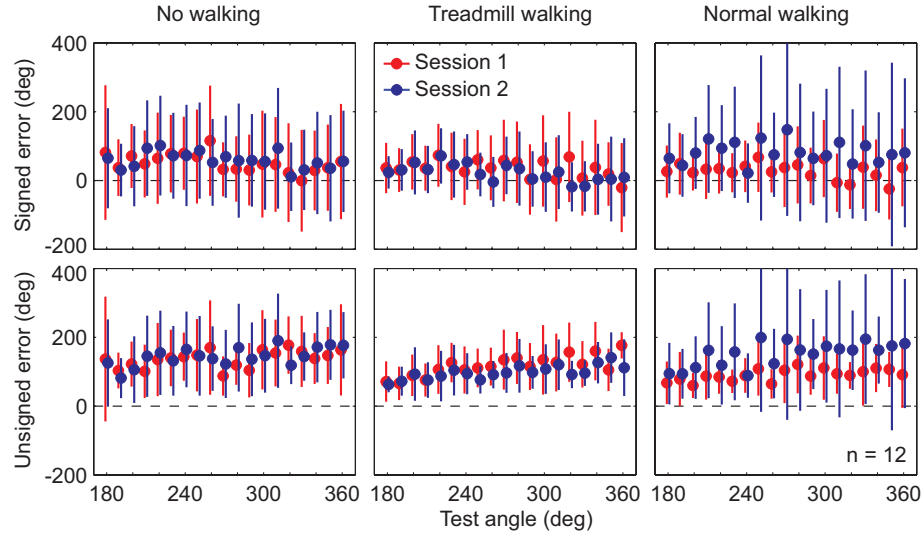 No walking
Treadmill walking
Normal walking
Signed error (deg)
400
200
0
-200
Session 1
Session 2
Unsigned error (deg)
400
200
0
-200
n = 12
180 240 300 360
180 240 300 360
180 240 300 360
Test angle (deg)